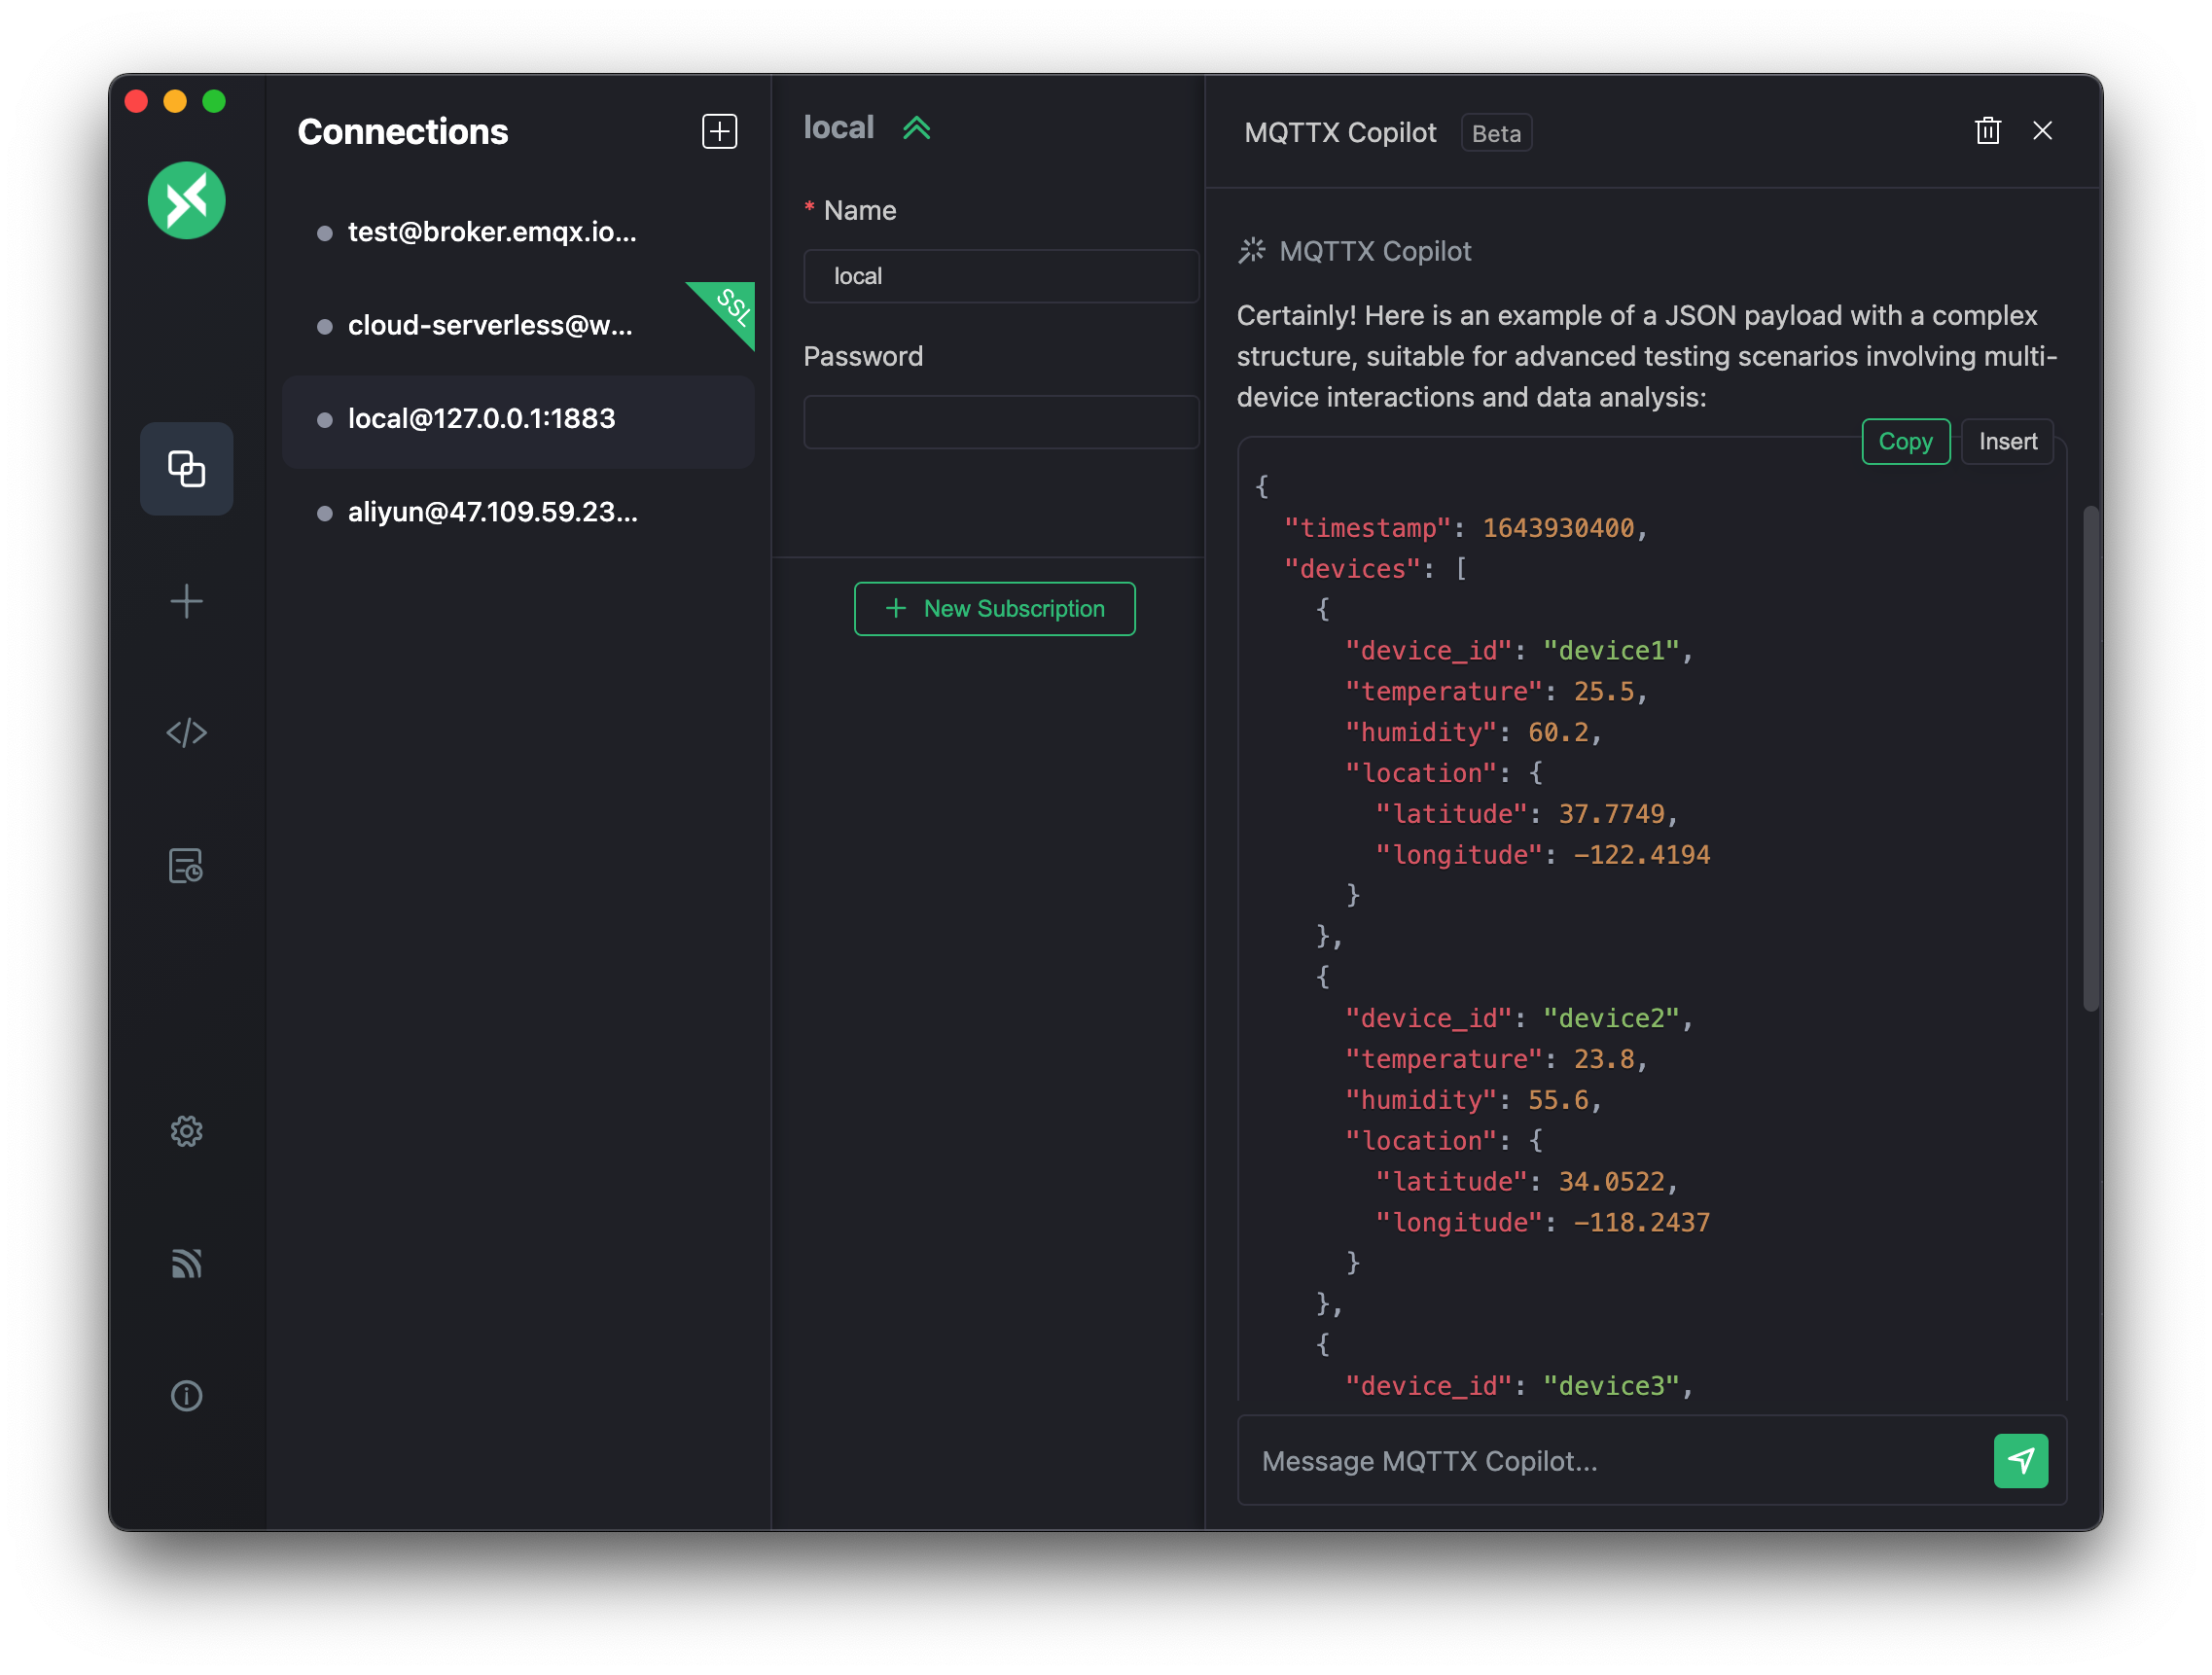 Connections
test@broker.emqx.io...
SSL
cloud-serverless@w...
local@127.0.0.1:1883
aliyun@47.109.59.23...
local
* Name
local
Password
New Subscription
MQTTX Copilot Beta
MQTTX Copilot
Certainly! Here is an example of a JSON payload with a complex
structure, suitable for advanced testing scenarios involving multi-
device interactions and data analysis:
Copy Insert
{
  "timestamp": 1643930400,
  "devices": [
    {
      "device_id": "device1",
      "temperature": 25.5,
      "humidity": 60.2,
      "location": {
        "latitude": 37.7749,
        "longitude": -122.4194
      }
    },
    {
      "device_id": "device2",
      "temperature": 23.8,
      "humidity": 55.6,
      "location": {
        "latitude": 34.0522,
        "longitude": -118.2437
      }
    },
    {
      "device_id": "device3",
Message MQTTX Copilot...